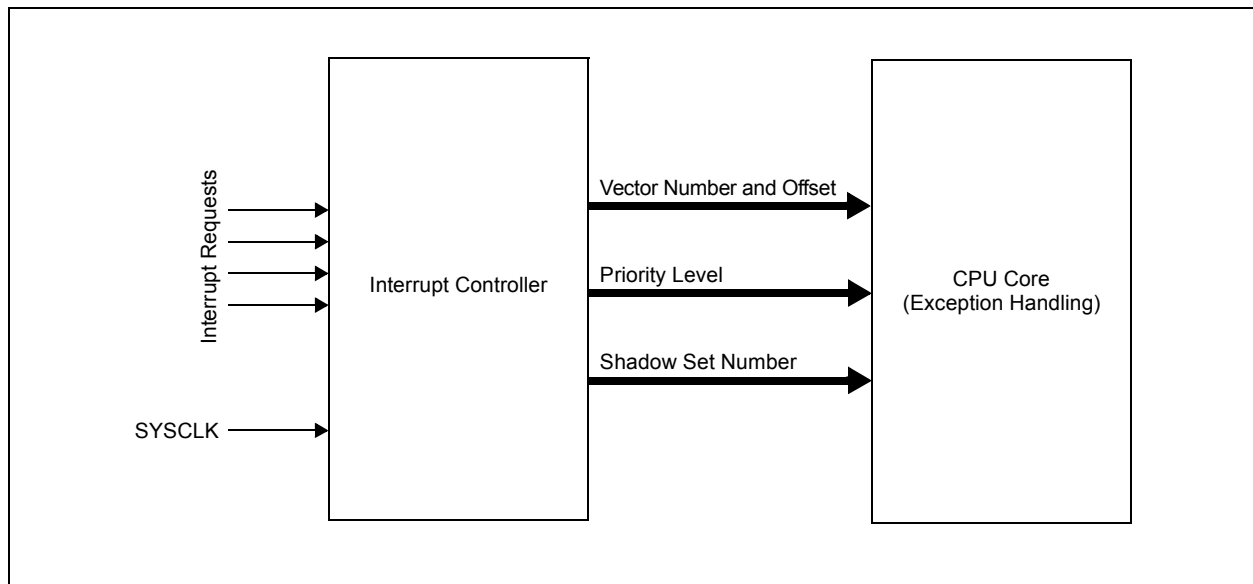 Interrupt Requests
SYSCLK
Interrupt Controller
Vector Number and Offset
Priority Level
Shadow Set Number
CPU Core
(Exception Handling)